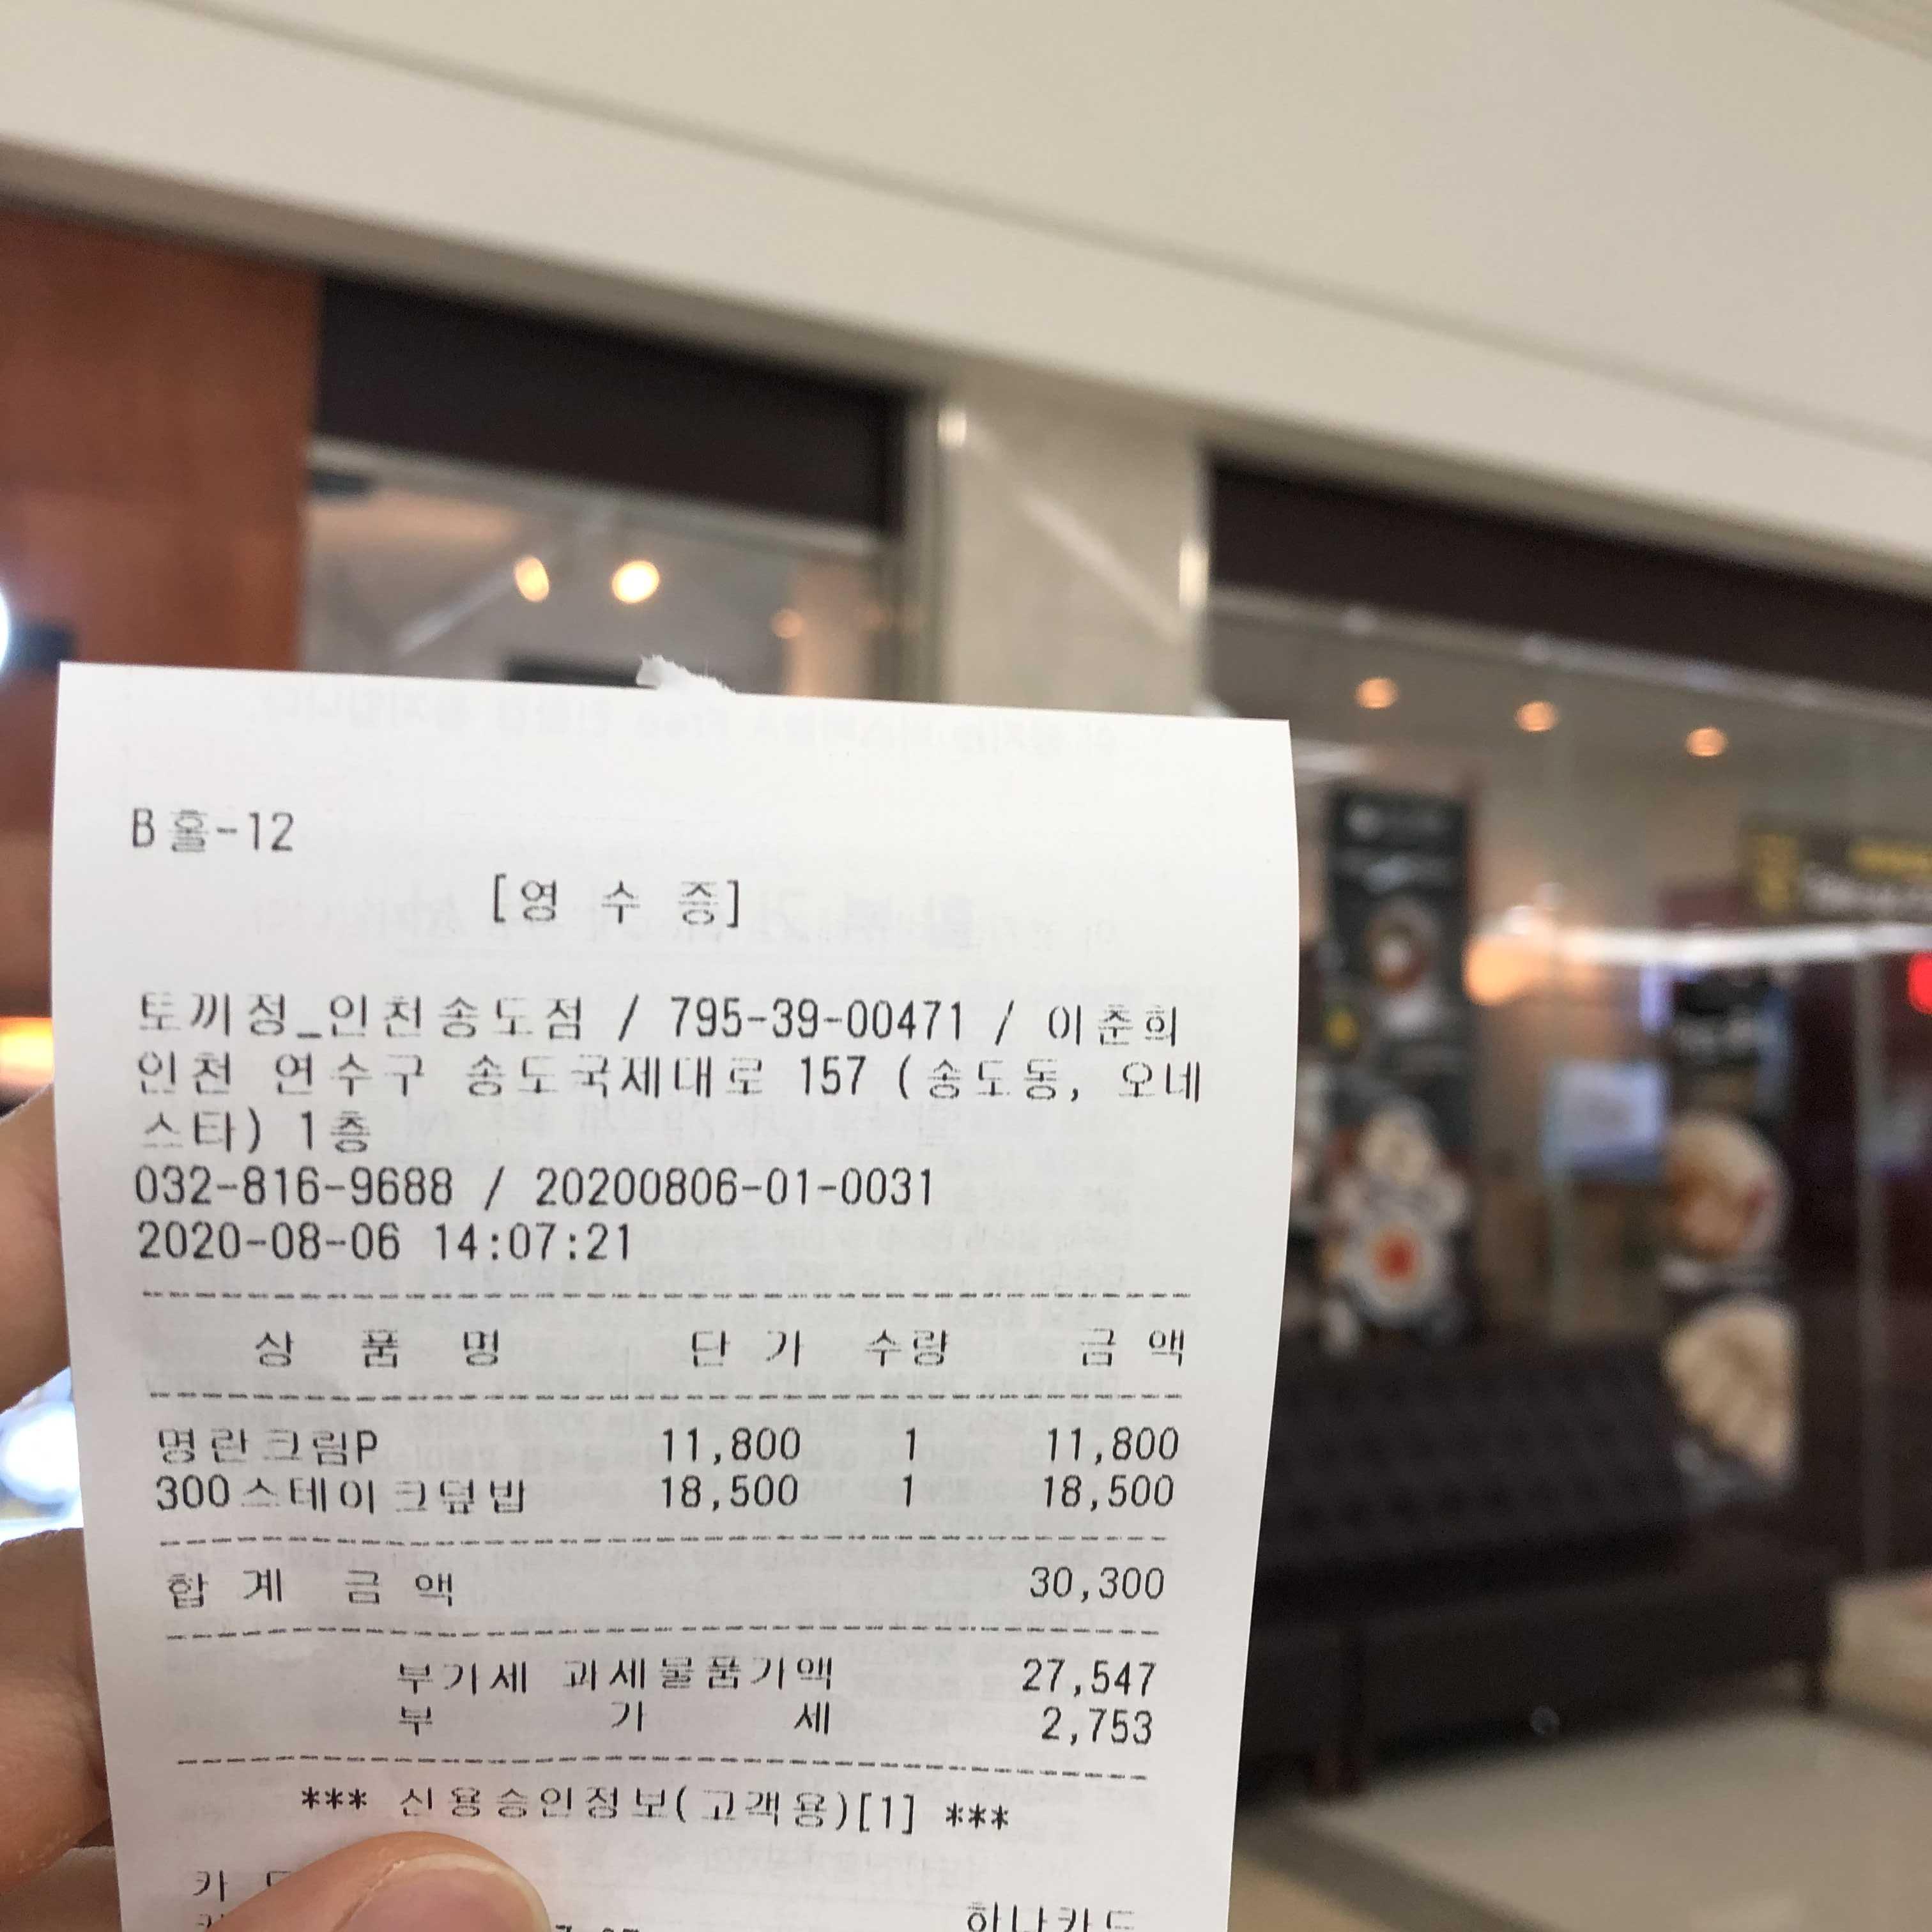 B홀-12
[영 수 증]
토끼정_인천송도점 / 795-39-00471 / 이춘희
인천 연수구 송도국제대로 157 (송도동, 오네
스타) 1층
032-816-9688 / 20200806-01-0031
2020-08-06 14:07:21
상 품 명 단 가 수량 금 액
명란크림P 11,800 1 11,800
300스테이크덮밥 18,500 1 18,500
합 계 금 액 30,300
부가세 과세물품가액 27,547
부 가 세 2,753
*** 신용승인정보(고객용)[1] ***
카
하나카드